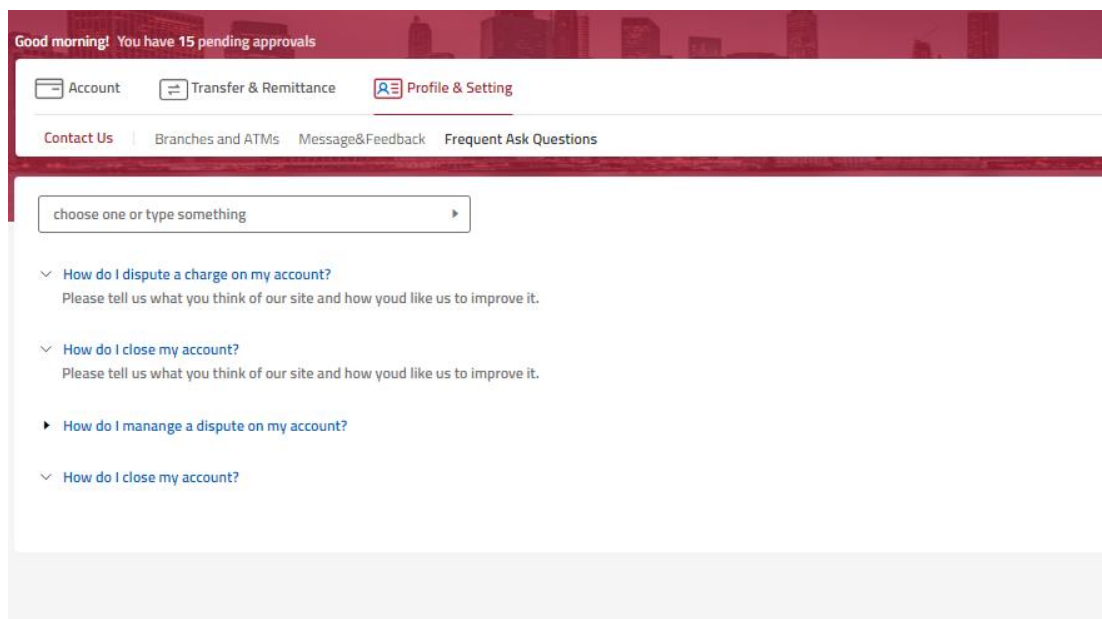 Good morning! You have 15 pending approvals
Account Transfer & Remittance Profile & Setting
Contact Us Branches and ATMs Message&Feedback Frequent Ask Questions
choose one or type something
How do I dispute a charge on my account?
Please tell us what you think of our site and how youd like us to improve it.
How do I close my account?
Please tell us what you think of our site and how youd like us to improve it.
How do I manange a dispute on my account?
How do I close my account?